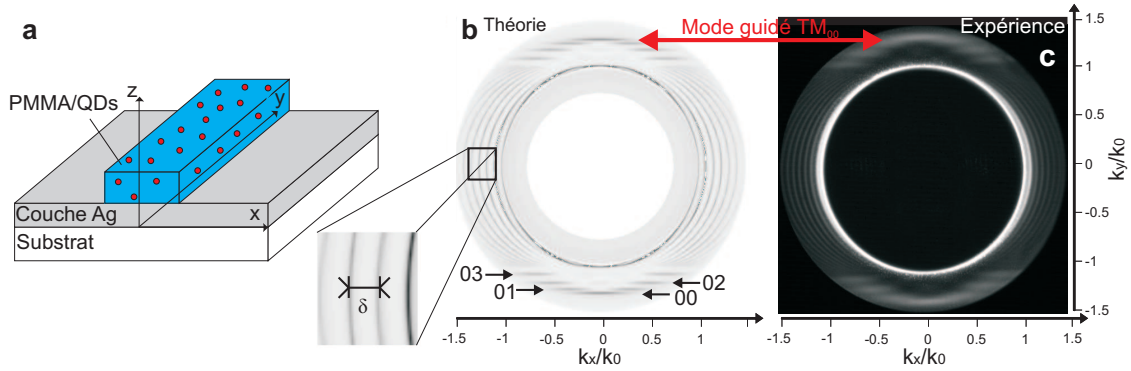 a
PMMA/QDs
z
y
x
Couche Ag
Substrat
δ
b
Théorie
Mode guidé TM₀₀
Expérience
c
03
01
02
00
-1.5
-1
-0.5
0
0.5
1
1.5
kx/k0
-1.5
-1
-0.5
0
0.5
1
1.5
kx/k0
1.5
1
0.5
0
-0.5
-1
-1.5
ky/k0